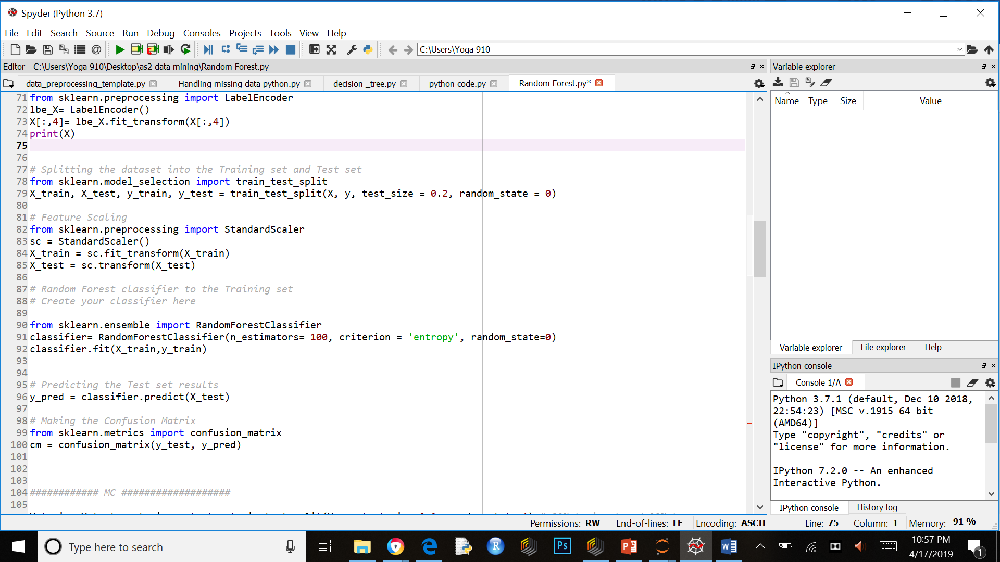 Spyder (Python 3.7)
File Edit Search Source Run Debug Consoles Projects Tools View Help
C:\Users\Yoga 910
Editor - C:\Users\Yoga 910\Desktop\as2 data mining\Random Forest.py
data_preprocessing_template.py Handling missing data python.py decision _tree.py python code.py Random Forest.py*
71 from sklearn.preprocessing import LabelEncoder
72 lbe_X= LabelEncoder()
73 X[:,4]= lbe_X.fit_transform(X[:,4])
74 print(X)
75
76
77 # Splitting the dataset into the Training set and Test set
78 from sklearn.model_selection import train_test_split
79 X_train, X_test, y_train, y_test = train_test_split(X, y, test_size = 0.2, random_state = 0)
80
81 # Feature Scaling
82 from sklearn.preprocessing import StandardScaler
83 sc = StandardScaler()
84 X_train = sc.fit_transform(X_train)
85 X_test = sc.transform(X_test)
86
87 # Random Forest classifier to the Training set
88 # Create your classifier here
89
90 from sklearn.ensemble import RandomForestClassifier
91 classifier= RandomForestClassifier(n_estimators= 100, criterion = 'entropy', random_state=0)
92 classifier.fit(X_train,y_train)
93
94
95 # Predicting the Test set results
96 y_pred = classifier.predict(X_test)
97
98 # Making the Confusion Matrix
99 from sklearn.metrics import confusion_matrix
100 cm = confusion_matrix(y_test, y_pred)
101
102
103
104 ############ MC ###################
105
Variable explorer
Name Type Size Value
Variable explorer File explorer Help
IPython console
Console 1/A
Python 3.7.1 (default, Dec 10 2018,
22:54:23) [MSC v.1915 64 bit
(AMD64)]
Type "copyright", "credits" or
"license" for more information.
IPython 7.2.0 -- An enhanced
Interactive Python.
IPython console History log
Permissions: RW End-of-lines: LF Encoding: ASCII Line: 75 Column: 1 Memory: 91 %
Type here to search
R
Ps
P
W
10:57 PM
4/17/2019
1